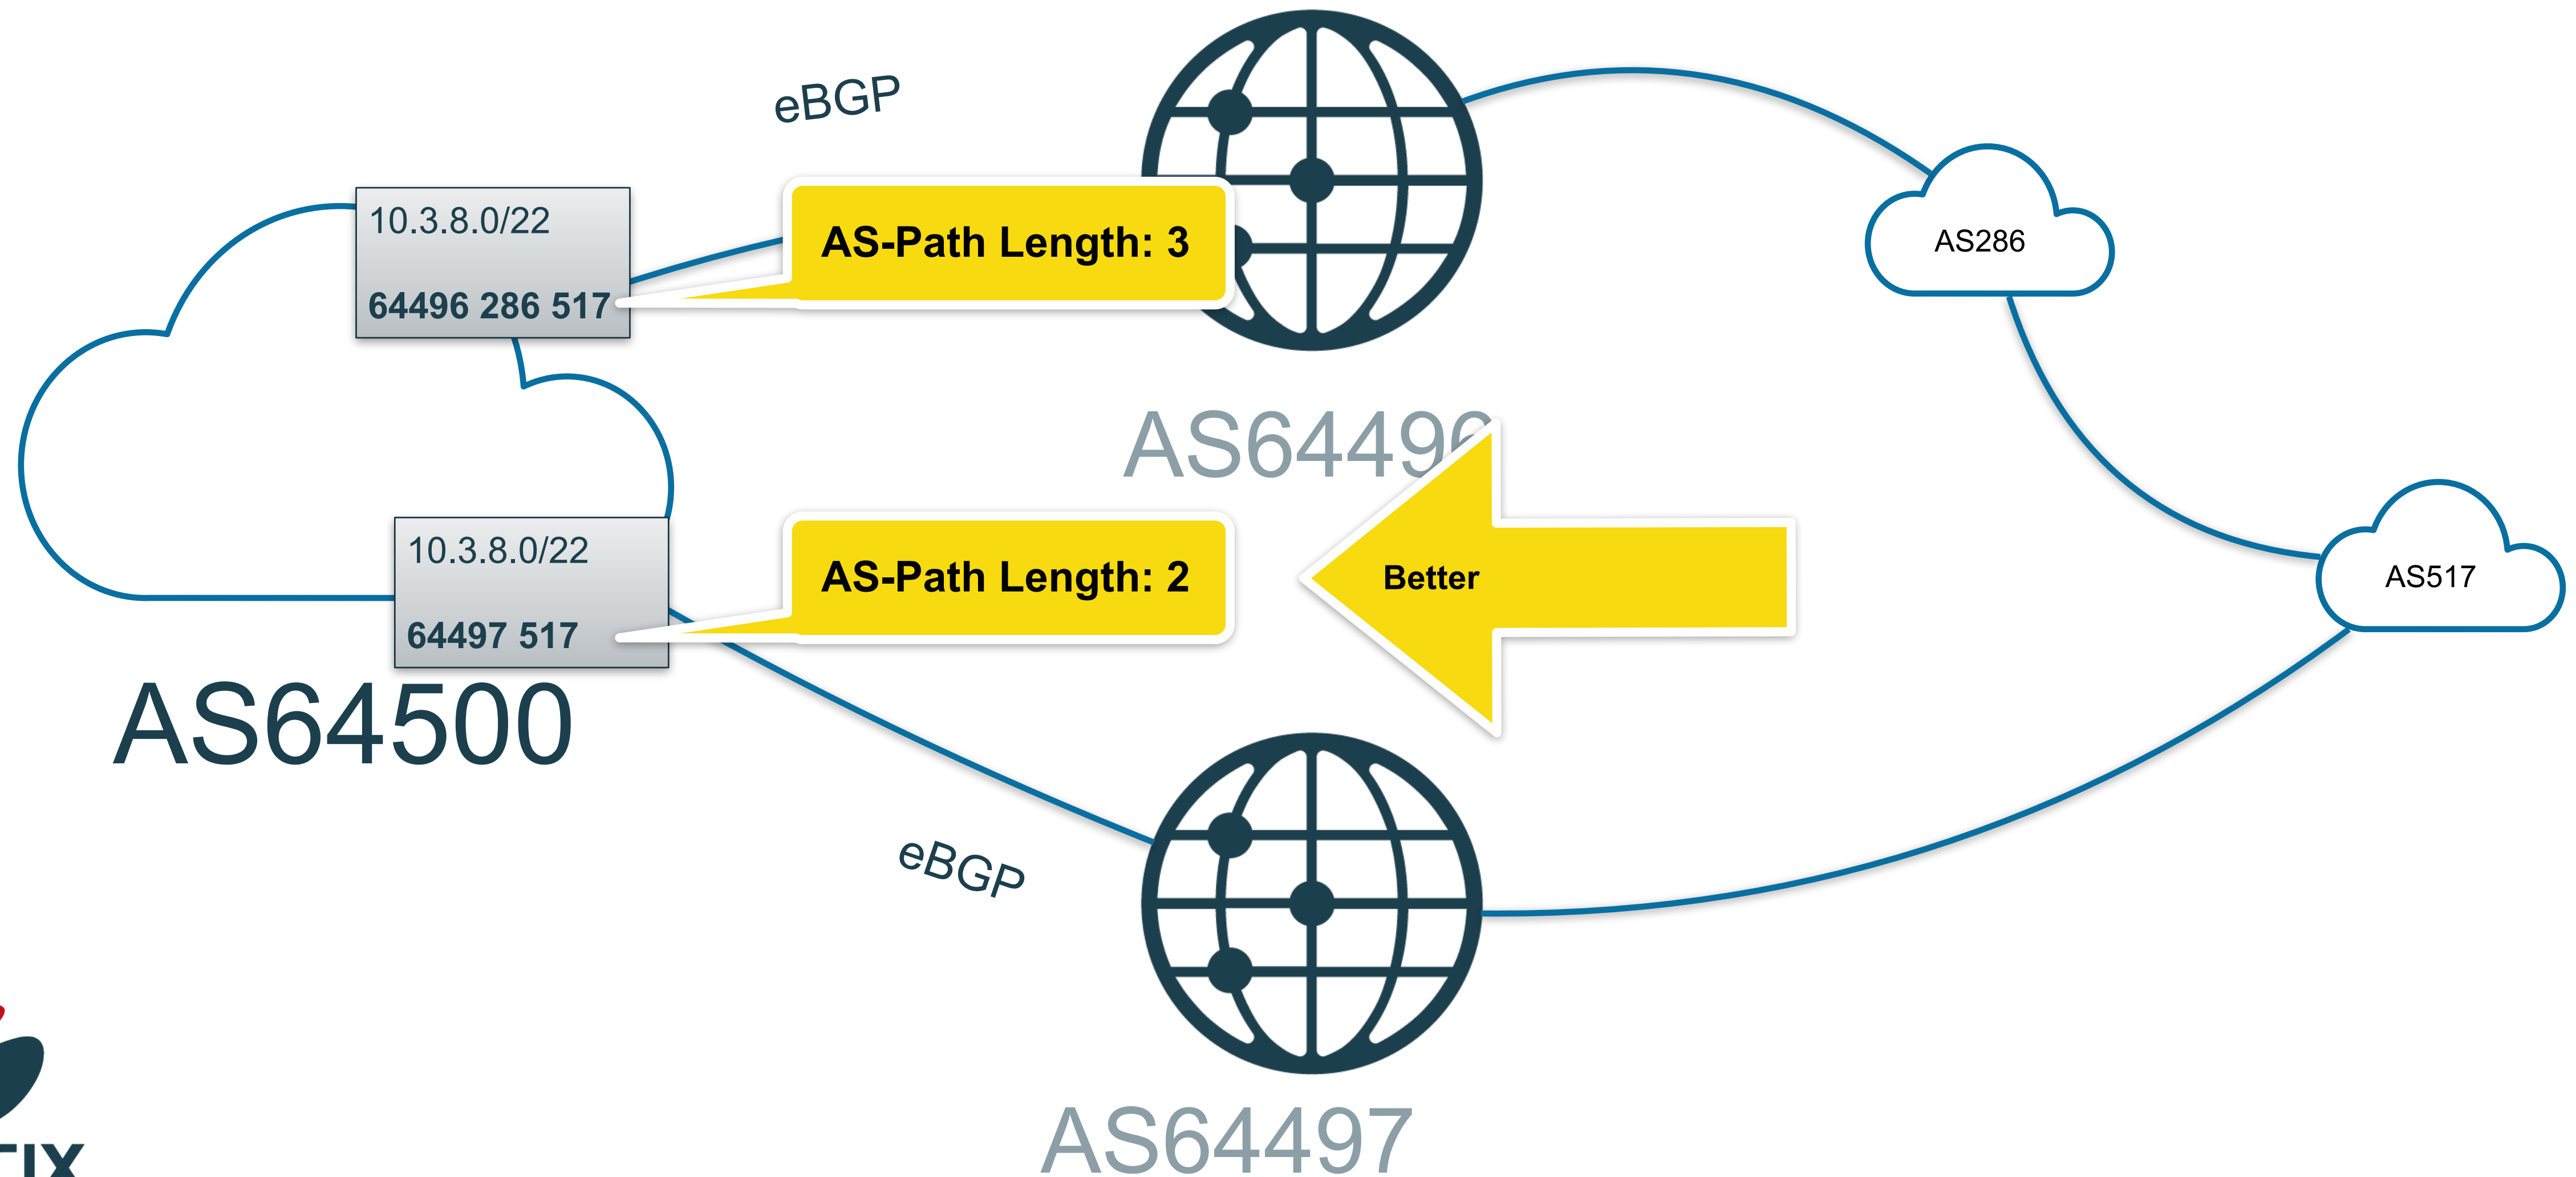 eBGP
10.3.8.0/22
64496 286 517
AS-Path Length: 3
AS286
AS64496
10.3.8.0/22
64497 517
AS-Path Length: 2
Better
AS517
AS64500
eBGP
AS64497